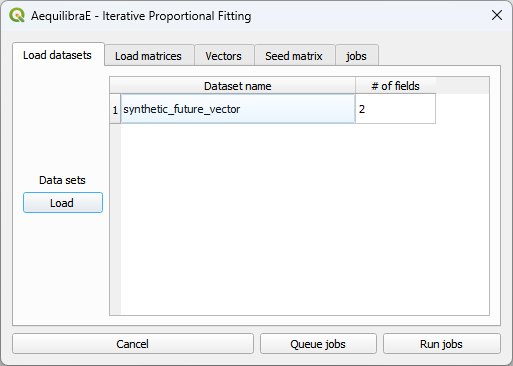 AequilibraE - Iterative Proportional Fitting
Load datasets Load matrices Vectors Seed matrix jobs
Dataset name # of fields
1 synthetic_future_vector 2
Data sets
Load
Cancel Queue jobs Run jobs